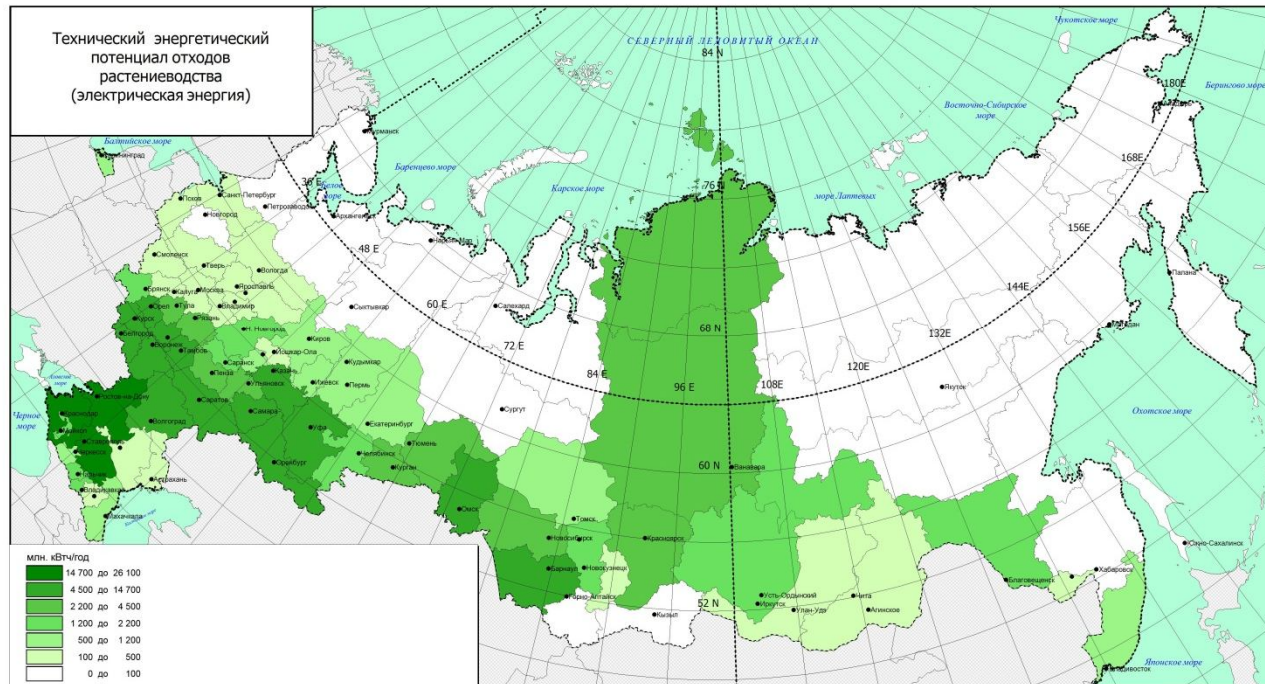 Технический энергетический
потенциал отходов
растениеводства
(электрическая энергия)
Чукотское море
СЕВЕРНЫЙ ЛЕДОВИТЫЙ ОКЕАН
84 N
180E
Берингово море
Восточно-Сибирское
море
Балтийское море
Мурманск
Баренцево море
168E
36 E
Белое
море
Карское море
76 N
море Лаптевых
Псков
Санкт-Петербург
Новгород
Петрозаводск
Архангельск
156E
48 E
Нарьян-Мар
Смоленск
Тверь
Вологда
Палана
Брянск
Калуга
Москва
Ярославль
144E
60 E
Салехард
Орел
Тула
Владимир
Сыктывкар
Магадан
Курск
Рязань
68 N
132E
Белгород
Н. Новгород
Киров
72 E
Воронеж
Тамбов
Йошкар-Ола
Кудымкар
84 E
96 E
108E
120E
Саранск
Пенза
Казань
Ульяновск
Ижевск
Пермь
Якутск
Азовское
море
Ростов-на-Дону
Саратов
Самара
Сургут
Охотское море
Черное
море
Краснодар
Майкоп
Волгоград
Уфа
Екатеринбург
Ставрополь
Тюмень
Черкесск
Челябинск
Курган
60 N
Ванавара
Нальчик
Оренбург
Владикавказ
Астрахань
Махачкала
Омск
Томск
Новосибирск
Красноярск
Южно-Сахалинск
Барнаул
Новокузнецк
Хабаровск
Благовещенск
Горно-Алтайск
52 N
Усть-Ордынский
Иркутск
Чита
Кызыл
Улан-Удэ
Агинское
Владивосток
Японское море
млн. кВтч/год
14 700 до 26 100
4 500 до 14 700
2 200 до 4 500
1 200 до 2 200
500 до 1 200
100 до 500
0 до 100